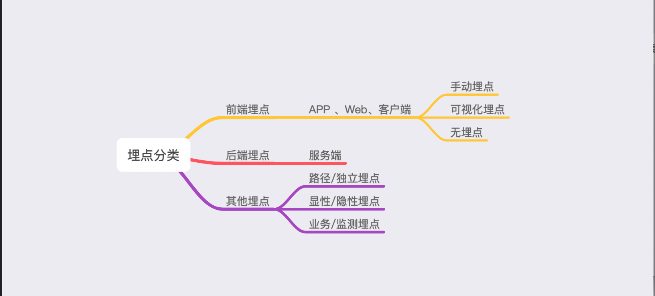 手动埋点
前端埋点 APP 、Web、客户端 可视化埋点
无埋点
埋点分类 后端埋点 服务端
路径/独立埋点
其他埋点 显性/隐性埋点
业务/监测埋点